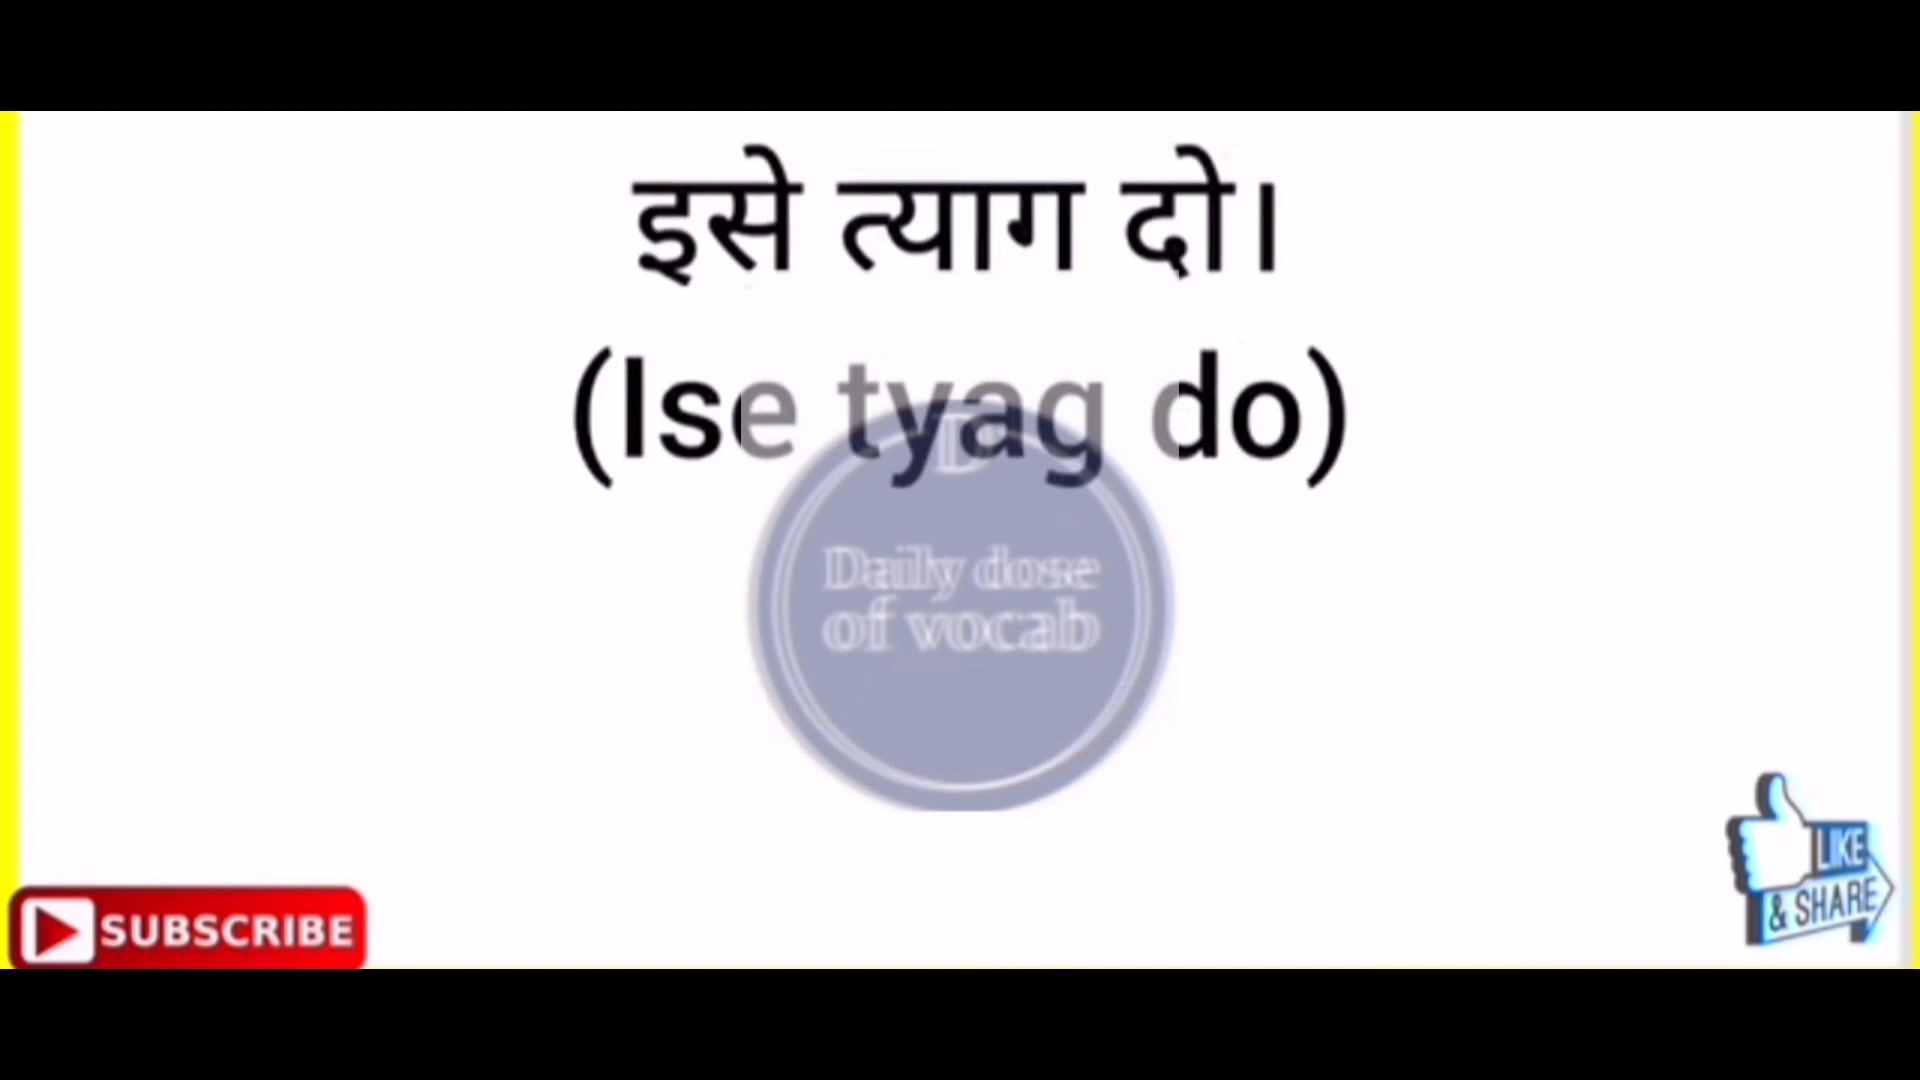 इसे त्याग दो।
(Ise tyag do)
D
Daily dose
of vocab
SUBSCRIBE
LIKE
& SHARE